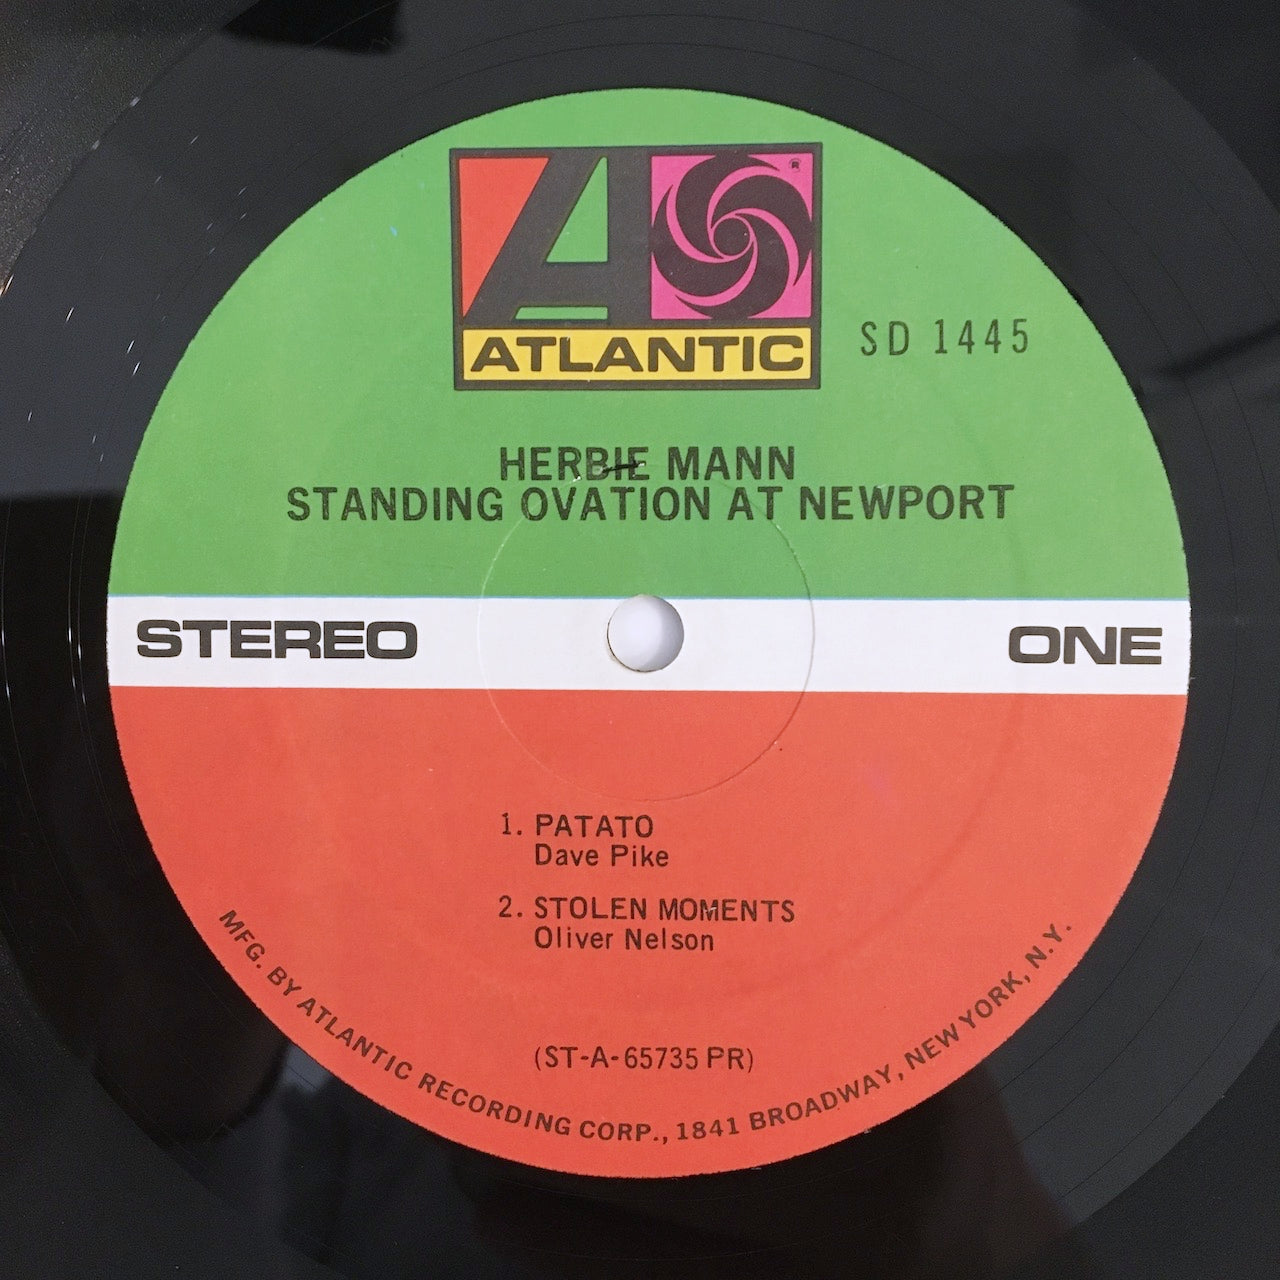 ®
ATLANTIC
SD 1445
HERBIE MANN
STANDING OVATION AT NEWPORT
STEREO
ONE
1. PATATO
Dave Pike
2. STOLEN MOMENTS
Oliver Nelson
(ST-A-65735 PR)
MFG. BY ATLANTIC RECORDING CORP., 1841 BROADWAY, NEW YORK, N.Y.